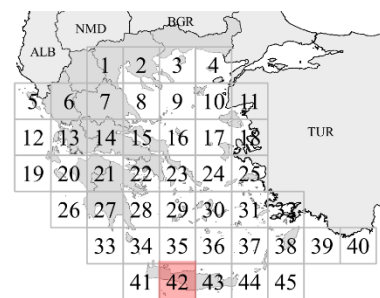 BGR
NMD
ALB
1 2 3 4
5 6 7 8 9 10 11
TUR
12 13 14 15 16 17 18
19 20 21 22 23 24 25
26 27 28 29 30 31 32
33 34 35 36 37 38 39 40
41 42 43 44 45